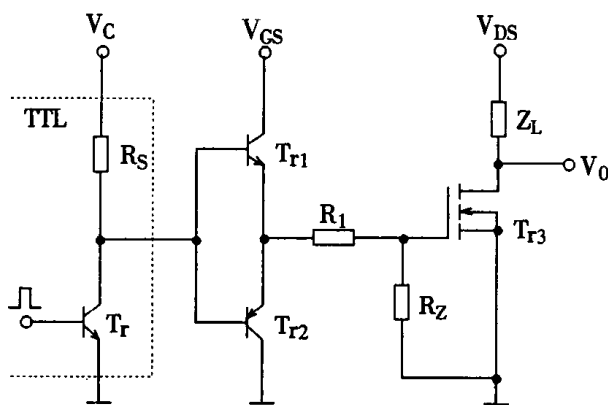 V_C
V_GS
V_DS
TTL
R_S
T_r1
Z_L
V_0
R_1
T_r3
T_r
T_r2
R_Z